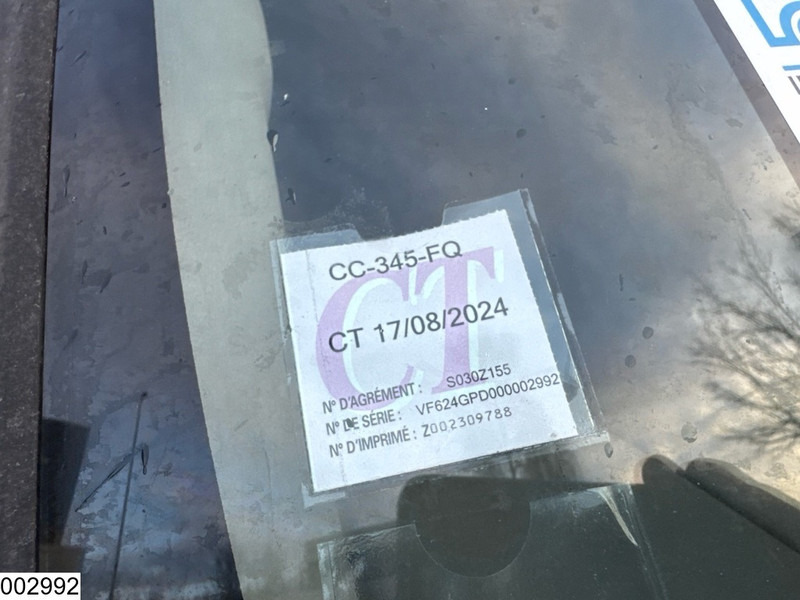 CC-345-FQ
CT
CT 17/08/2024
N° D'AGRÉMENT : S030Z155
N° DE SÉRIE : VF624GPD000002992
N° D'IMPRIMÉ : Z002309788
002992